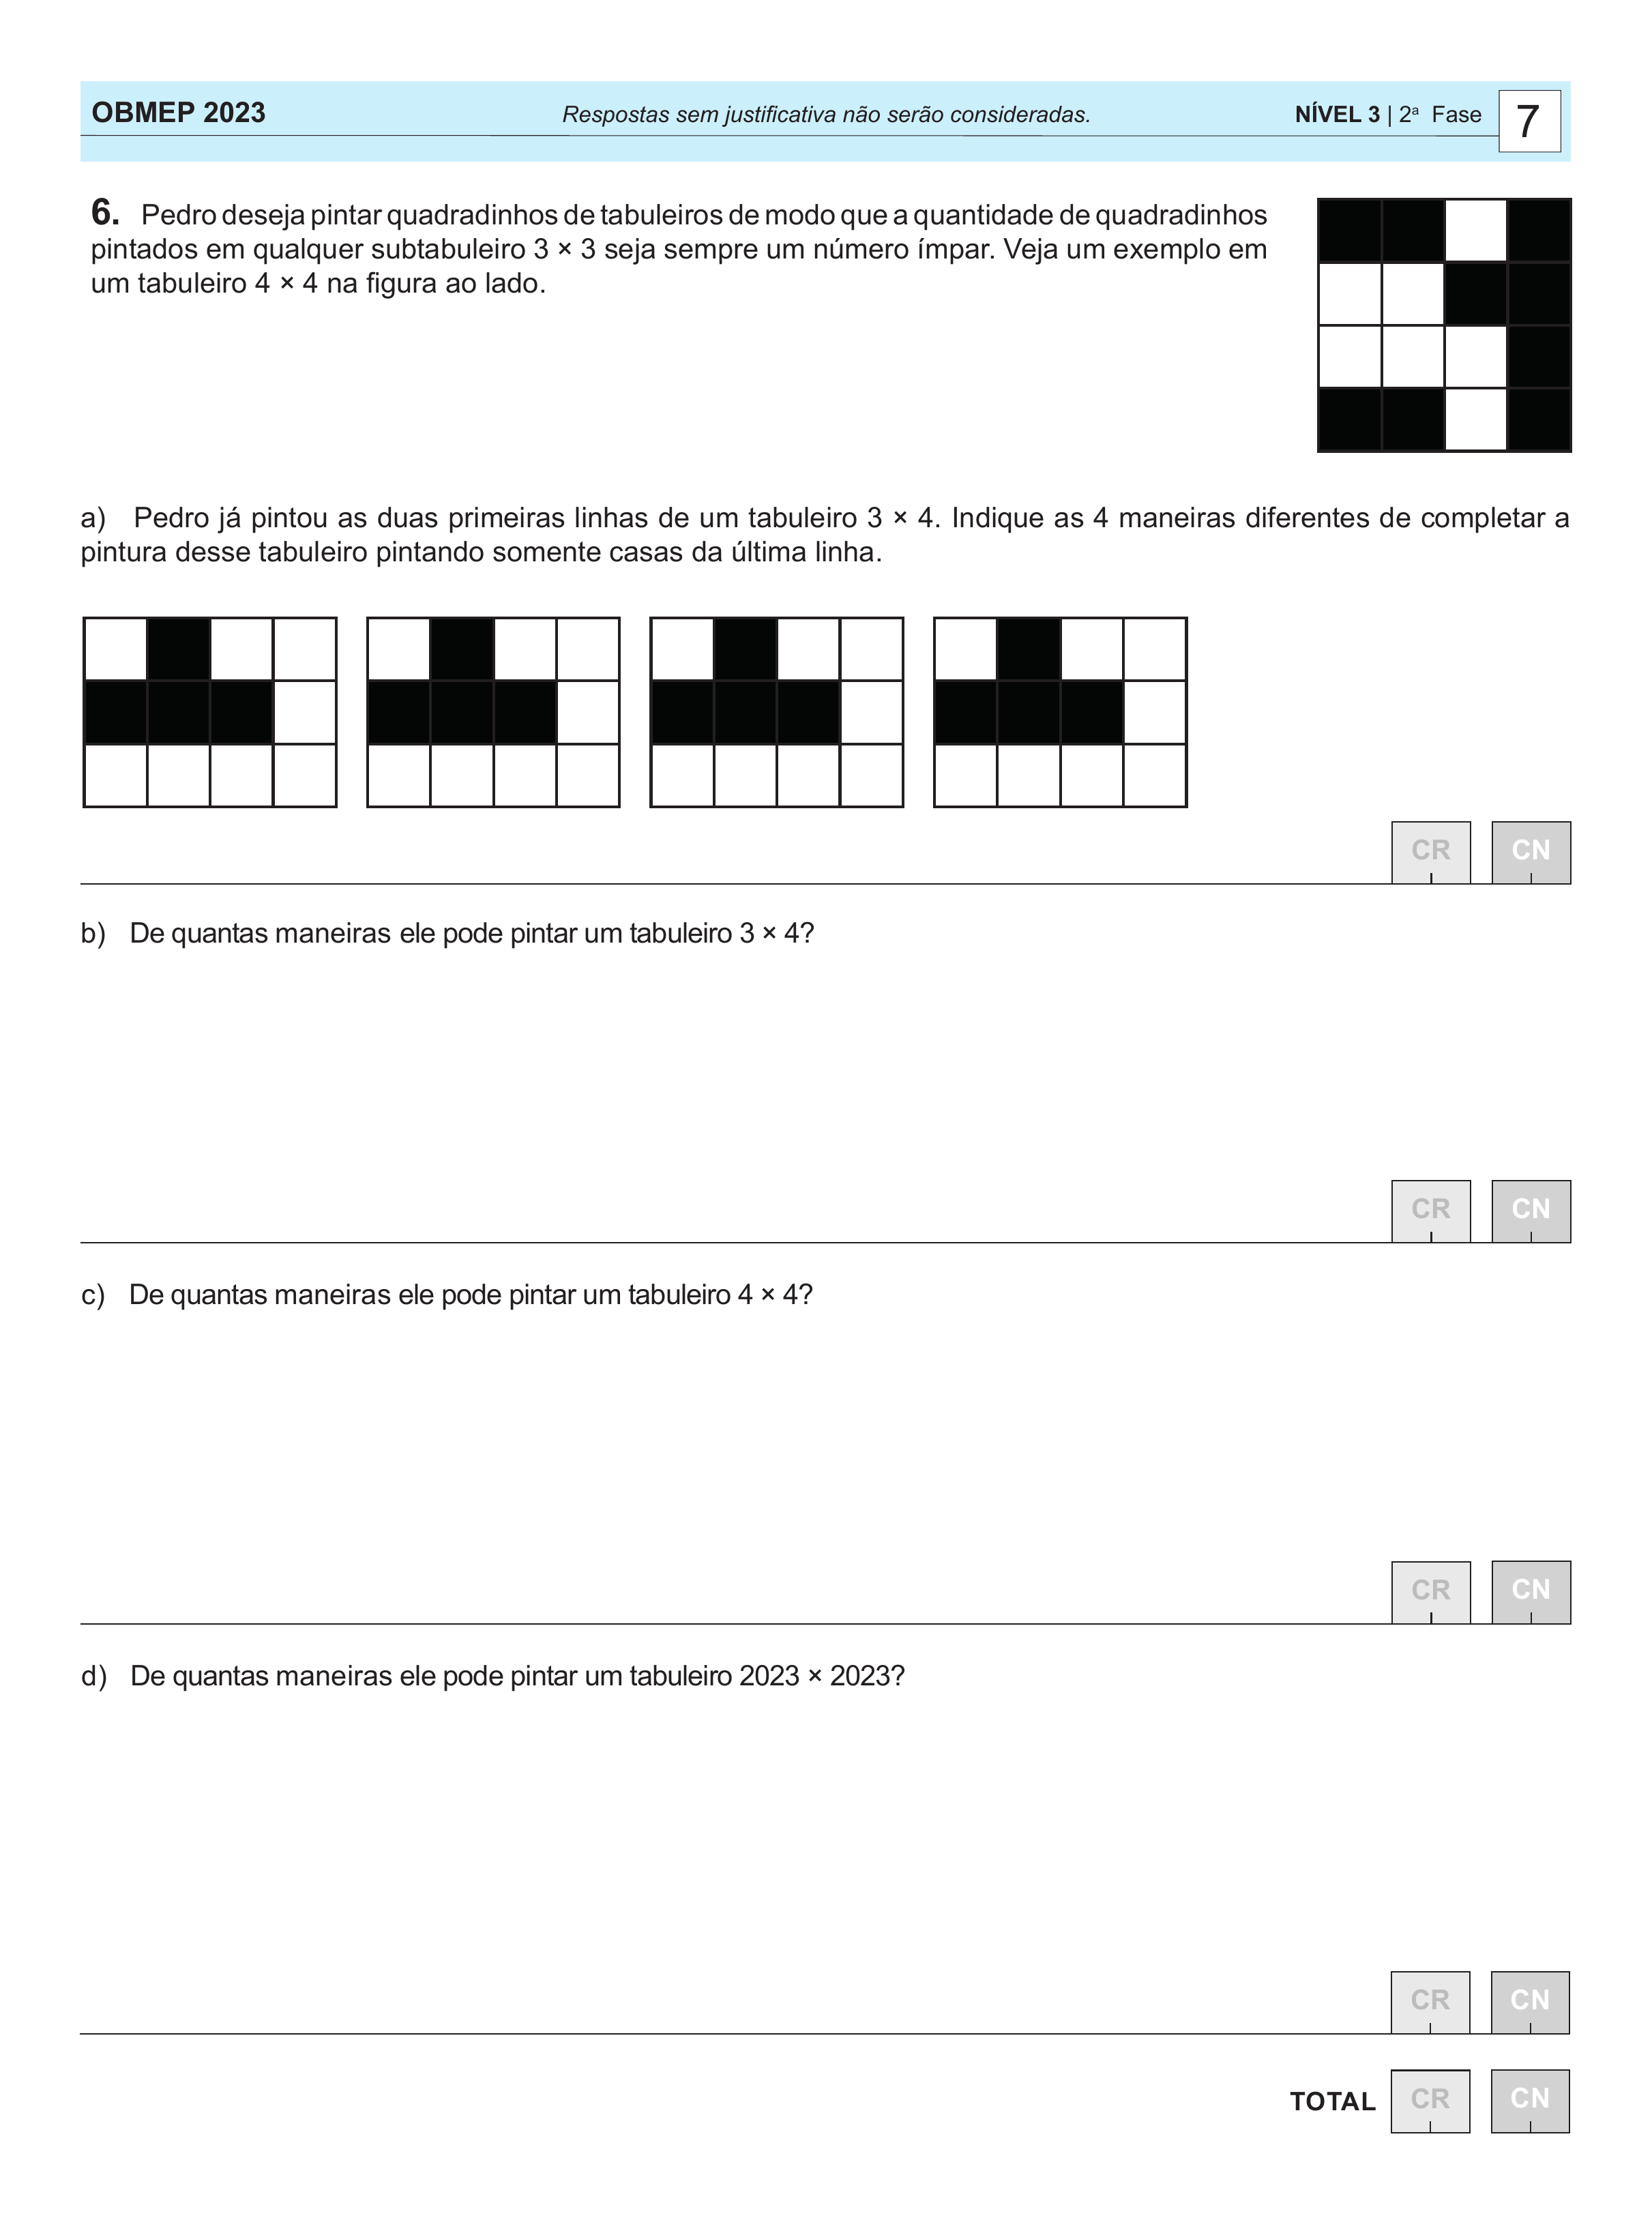 OBMEP 2023 Respostas sem justificativa não serão consideradas. NÍVEL 3 | 2ª Fase 7
6. Pedro deseja pintar quadradinhos de tabuleiros de modo que a quantidade de quadradinhos
pintados em qualquer subtabuleiro 3 × 3 seja sempre um número ímpar. Veja um exemplo em
um tabuleiro 4 × 4 na figura ao lado.
a) Pedro já pintou as duas primeiras linhas de um tabuleiro 3 × 4. Indique as 4 maneiras diferentes de completar a
pintura desse tabuleiro pintando somente casas da última linha.
CR CN
b) De quantas maneiras ele pode pintar um tabuleiro 3 × 4?
CR CN
c) De quantas maneiras ele pode pintar um tabuleiro 4 × 4?
CR CN
d) De quantas maneiras ele pode pintar um tabuleiro 2023 × 2023?
CR CN
TOTAL CR CN